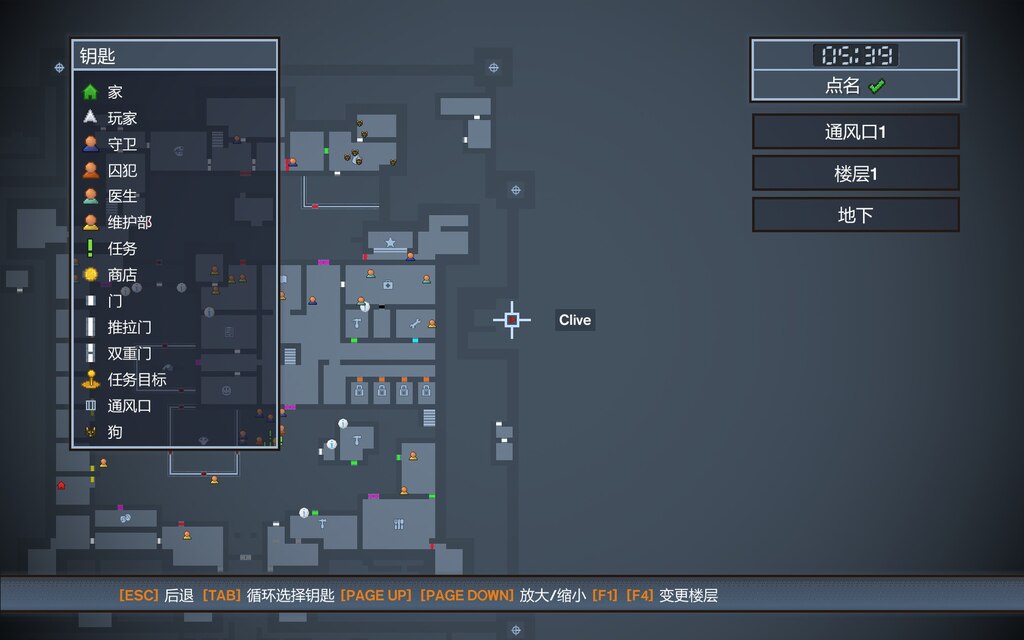 钥匙
家
玩家
守卫
囚犯
医生
维护部
任务
商店
门
推拉门
双重门
任务目标
通风口
狗
05:39
点名
通风口1
楼层1
地下
Clive
[ESC] 后退 [TAB] 循环选择钥匙 [PAGE UP] [PAGE DOWN] 放大/缩小 [F1] [F4] 变更楼层